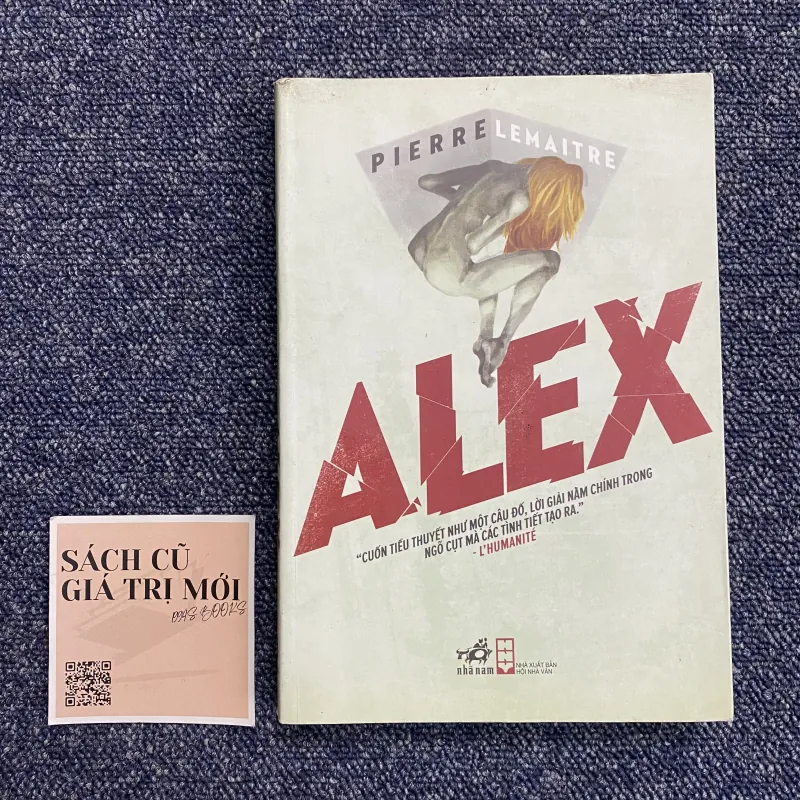 PIERRE LEMAITRE
ALEX
“CUỐN TIỂU THUYẾT NHƯ MỘT CÂU ĐỐ, LỜI GIẢI NẰM CHÍNH TRONG
NGÕ CỤT MÀ CÁC TÌNH TIẾT TẠO RA.”
- L'HUMANITÉ
nhã nam
NHÀ XUẤT BẢN
HỘI NHÀ VĂN
SÁCH CŨ
GIÁ TRỊ MỚI
BOOKS